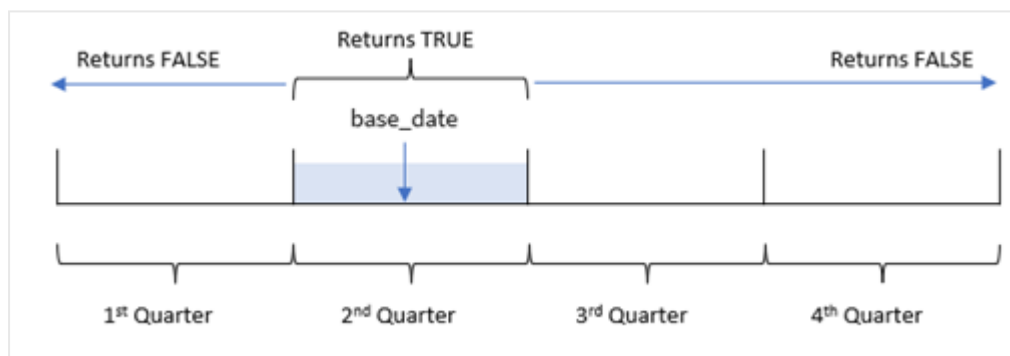 Returns TRUE
Returns FALSE
Returns FALSE
base_date
1st Quarter
2nd Quarter
3rd Quarter
4th Quarter